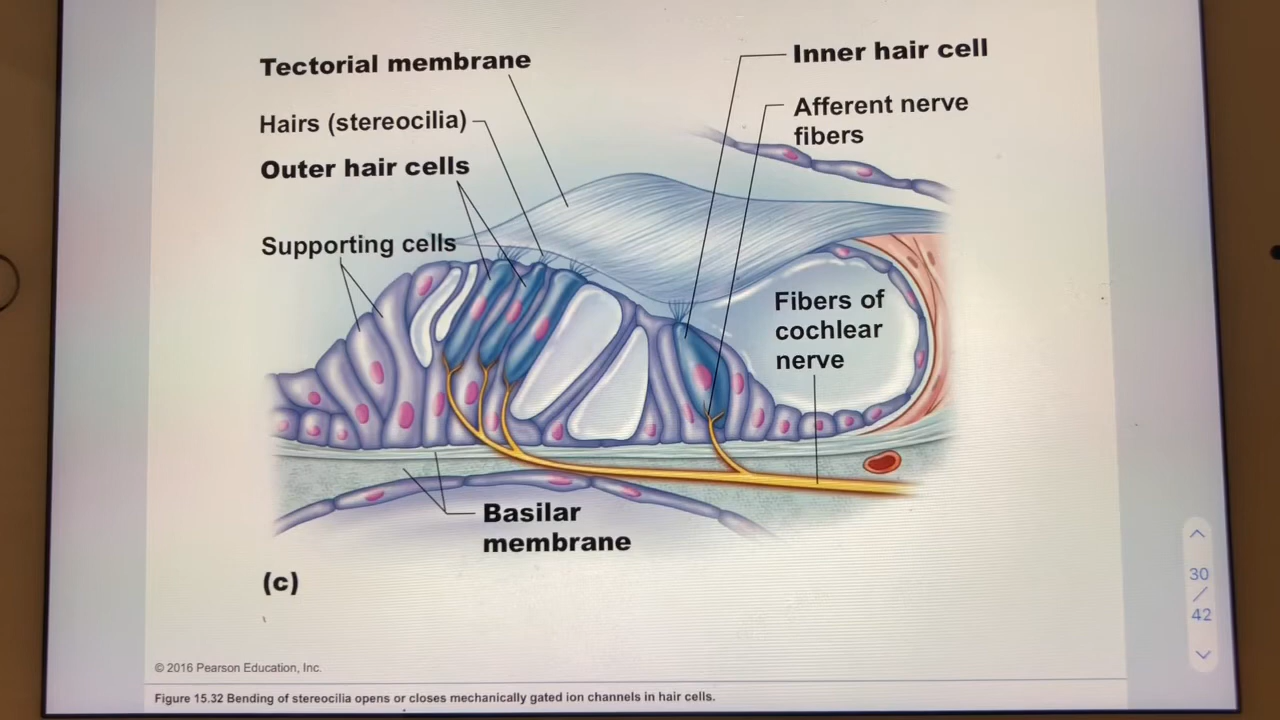 Tectorial membrane
Hairs (stereocilia)
Outer hair cells
Supporting cells
Inner hair cell
Afferent nerve
fibers
Fibers of
cochlear
nerve
Basilar
membrane
(c)
30
/
42
© 2016 Pearson Education, Inc.
Figure 15.32 Bending of stereocilia opens or closes mechanically gated ion channels in hair cells.